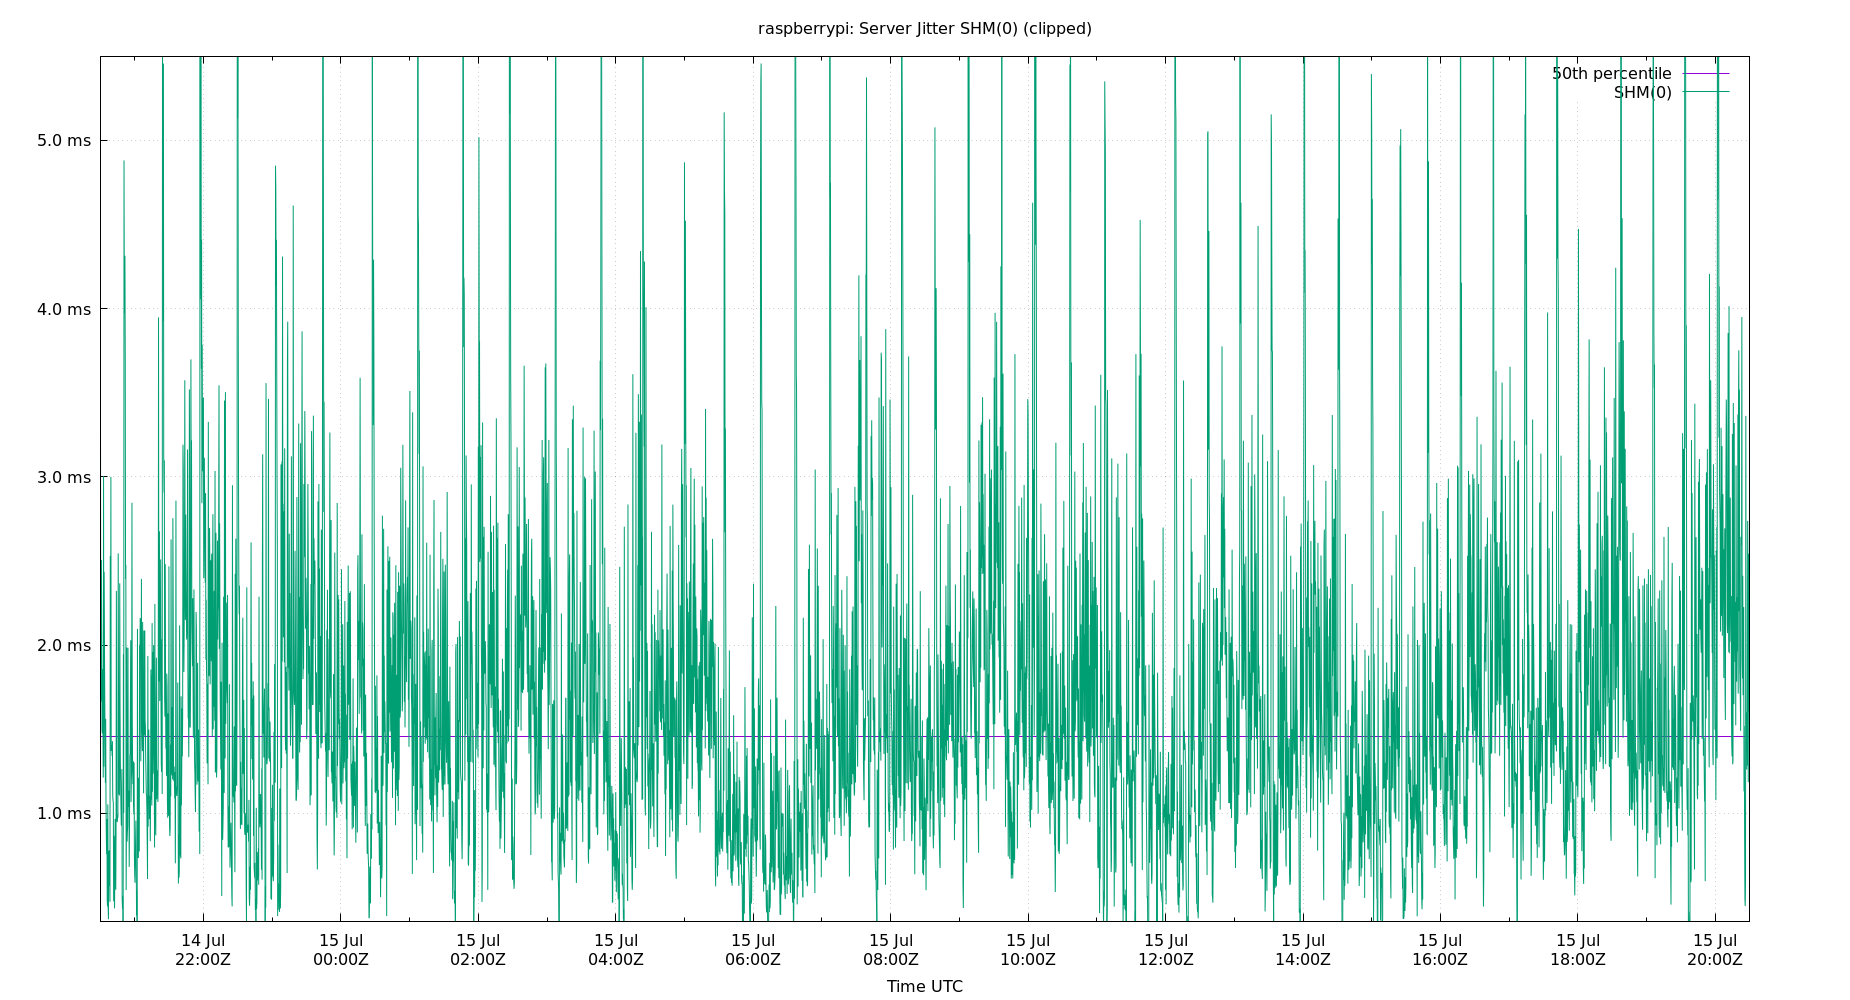 raspberrypi: Server Jitter SHM(0) (clipped)
50th percentile
SHM(0)
5.0 ms
4.0 ms
3.0 ms
2.0 ms
1.0 ms
14 Jul 15 Jul 15 Jul 15 Jul 15 Jul 15 Jul 15 Jul 15 Jul 15 Jul 15 Jul 15 Jul 15 Jul
22:00Z 00:00Z 02:00Z 04:00Z 06:00Z 08:00Z 10:00Z 12:00Z 14:00Z 16:00Z 18:00Z 20:00Z
Time UTC